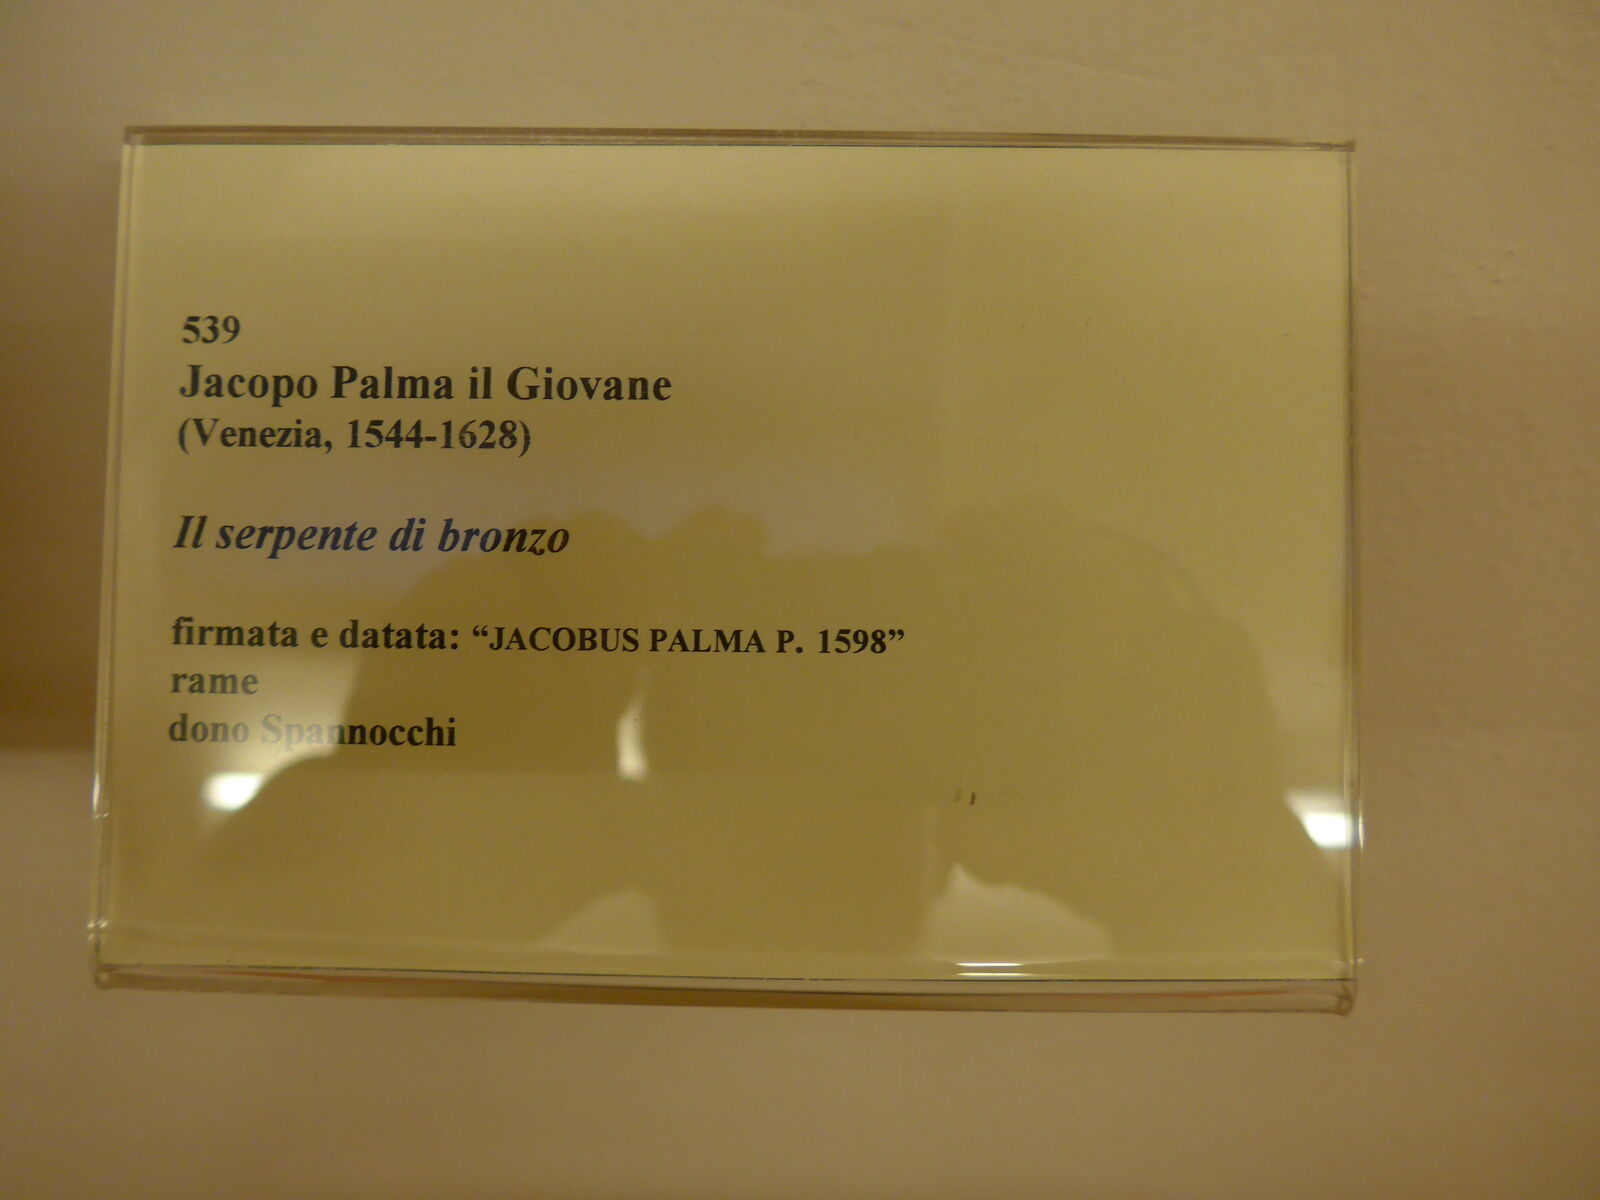 539
Jacopo Palma il Giovane
(Venezia, 1544-1628)
Il serpente di bronzo
firmata e datata: “JACOBUS PALMA P. 1598”
rame
dono Spannocchi